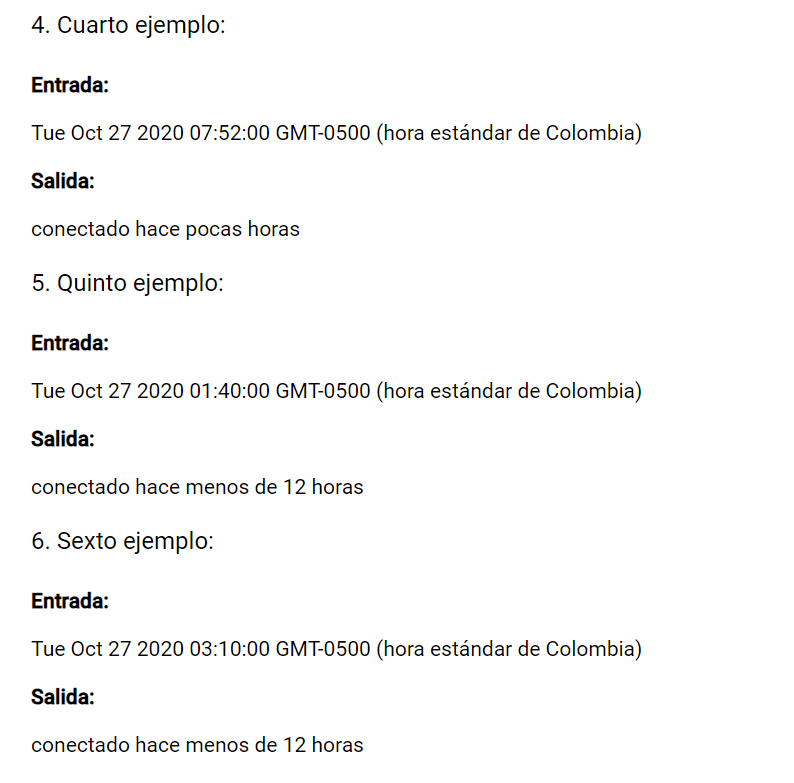 4. Cuarto ejemplo:
Entrada:
Tue Oct 27 2020 07:52:00 GMT-0500 (hora estándar de Colombia)
Salida:
conectado hace pocas horas
5. Quinto ejemplo:
Entrada:
Tue Oct 27 2020 01:40:00 GMT-0500 (hora estándar de Colombia)
Salida:
conectado hace menos de 12 horas
6. Sexto ejemplo:
Entrada:
Tue Oct 27 2020 03:10:00 GMT-0500 (hora estándar de Colombia)
Salida:
conectado hace menos de 12 horas